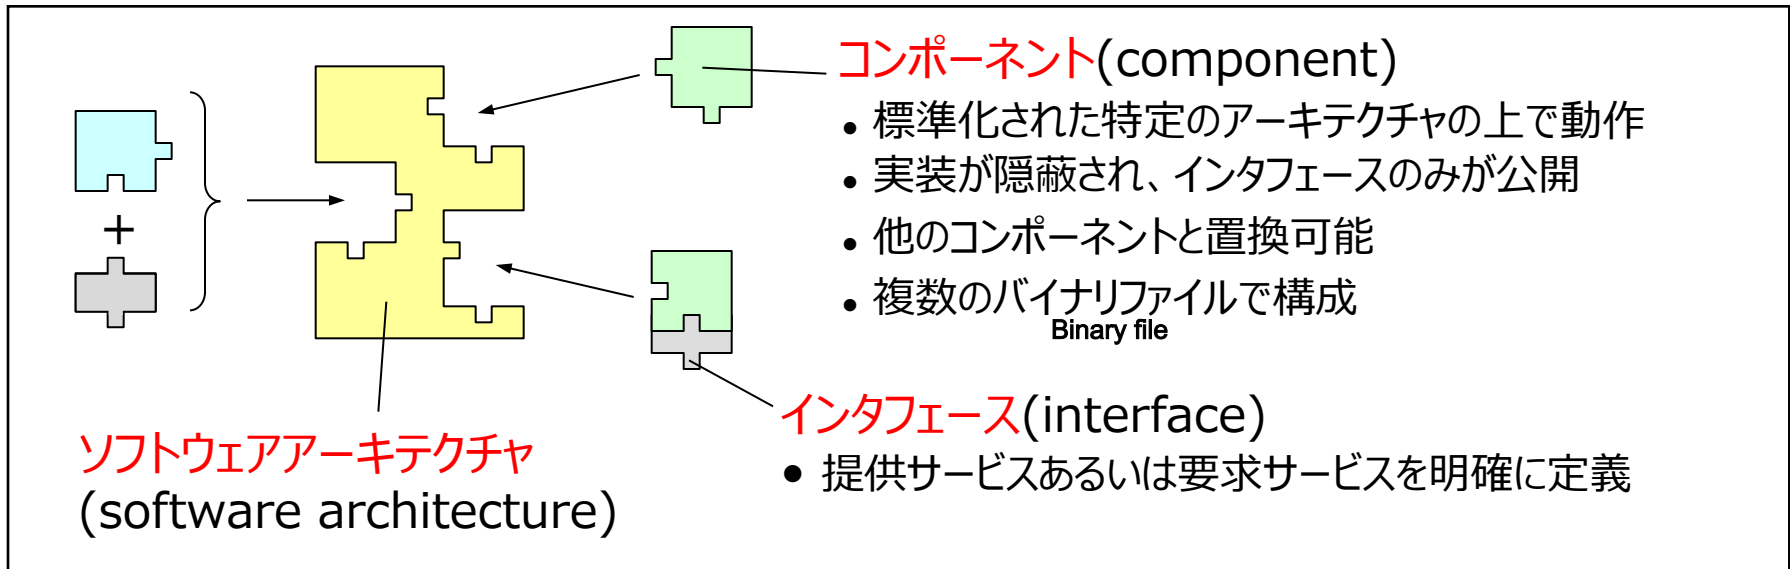 コンポーネント(component)
• 標準化された特定のアーキテクチャの上で動作
• 実装が隠蔽され、インタフェースのみが公開
• 他のコンポーネントと置換可能
• 複数のバイナリファイルで構成
Binary file
+
インタフェース(interface)
• 提供サービスあるいは要求サービスを明確に定義
ソフトウェアアーキテクチャ
(software architecture)